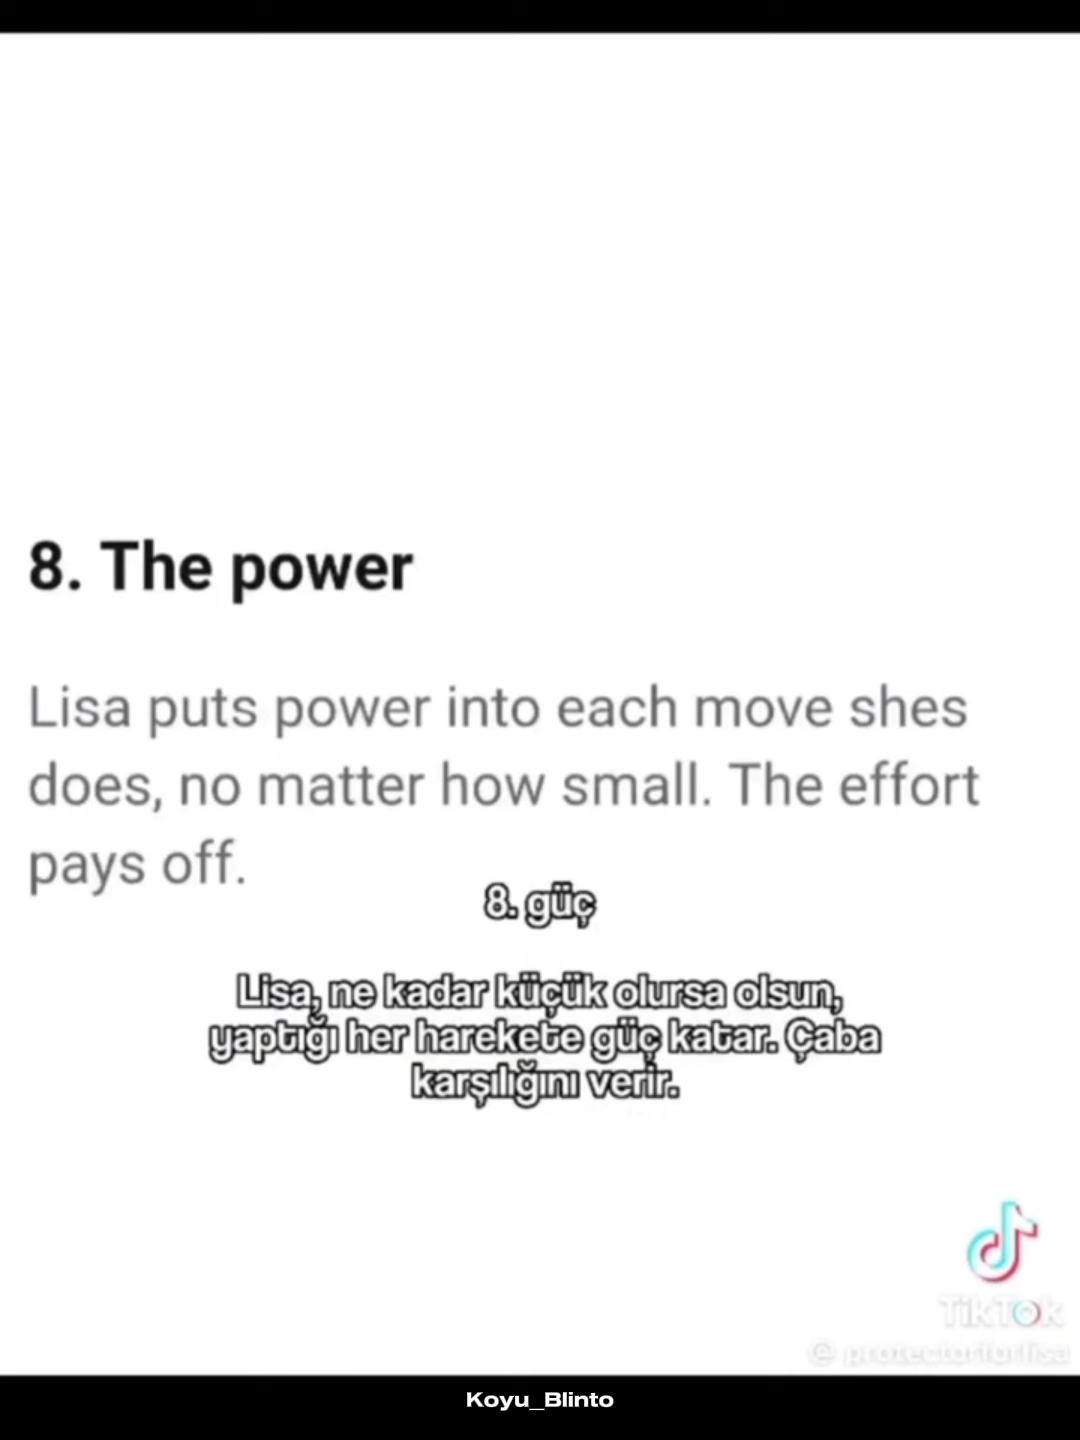 8. The power
Lisa puts power into each move shes
does, no matter how small. The effort
pays off.
8. güç
Lisa, ne kadar küçük olursa olsun,
yaptığı her harekete güç katar. Çaba
karşılığını verir.
TikTok
@ protectorforlisa
Koyu_Blinto